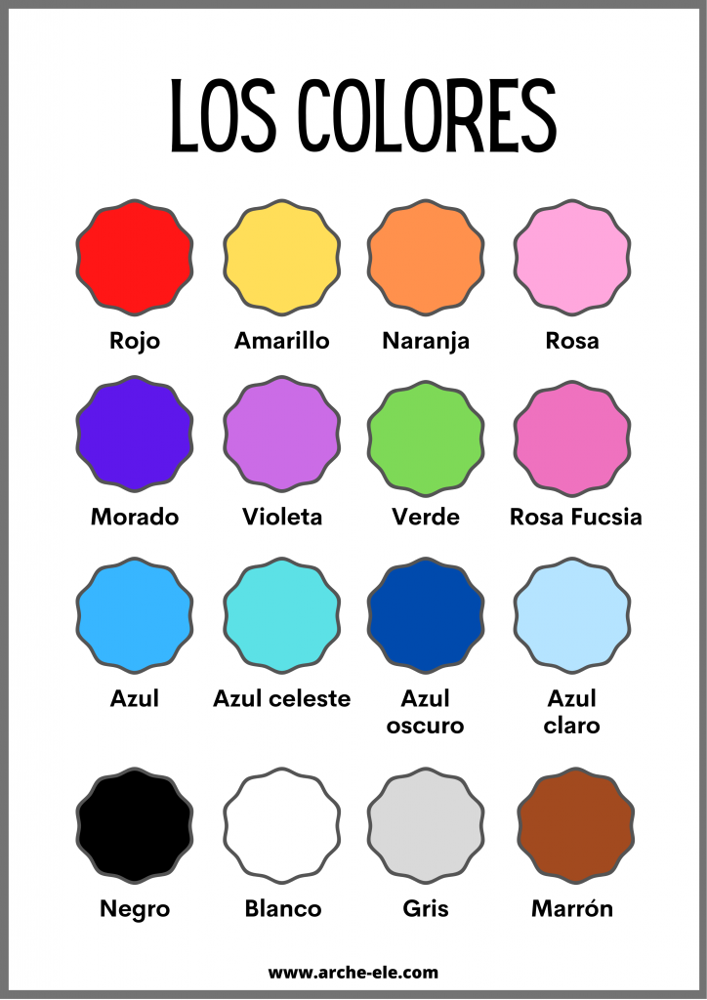 LOS COLORES
Rojo
Amarillo
Naranja
Rosa
Morado
Violeta
Verde
Rosa Fucsia
Azul
Azul celeste
Azul
oscuro
Azul
claro
Negro
Blanco
Gris
Marrón
www.arche-ele.com